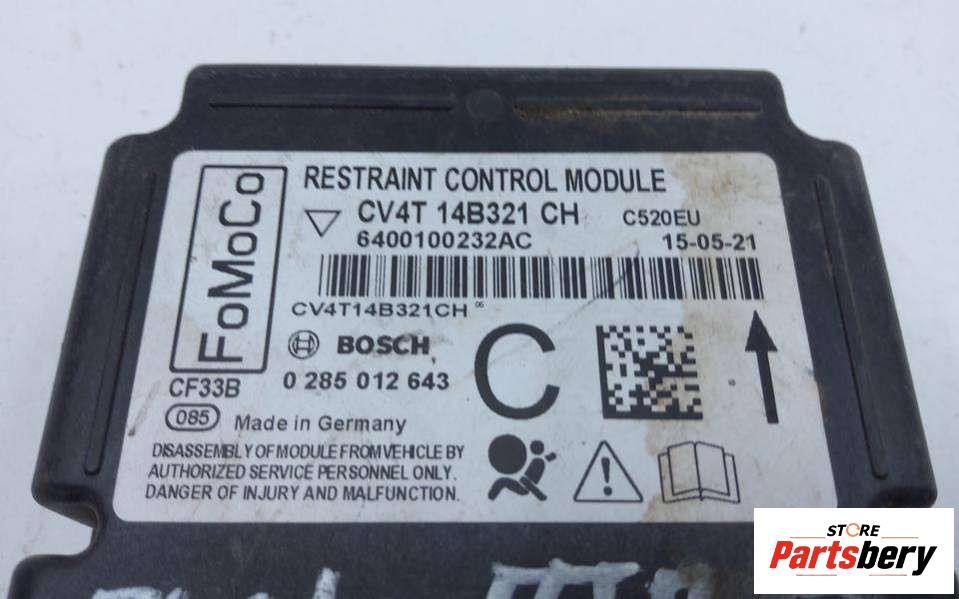 FoMoCo
RESTRAINT CONTROL MODULE
CV4T 14B321 CH C520EU
6400100232AC 15-05-21
CV4T14B321CH 06
BOSCH
C
CF33B
0 285 012 643
085 Made in Germany
DISASSEMBLY OF MODULE FROM VEHICLE BY
AUTHORIZED SERVICE PERSONNEL ONLY.
DANGER OF INJURY AND MALFUNCTION.
STORE
Partsbery